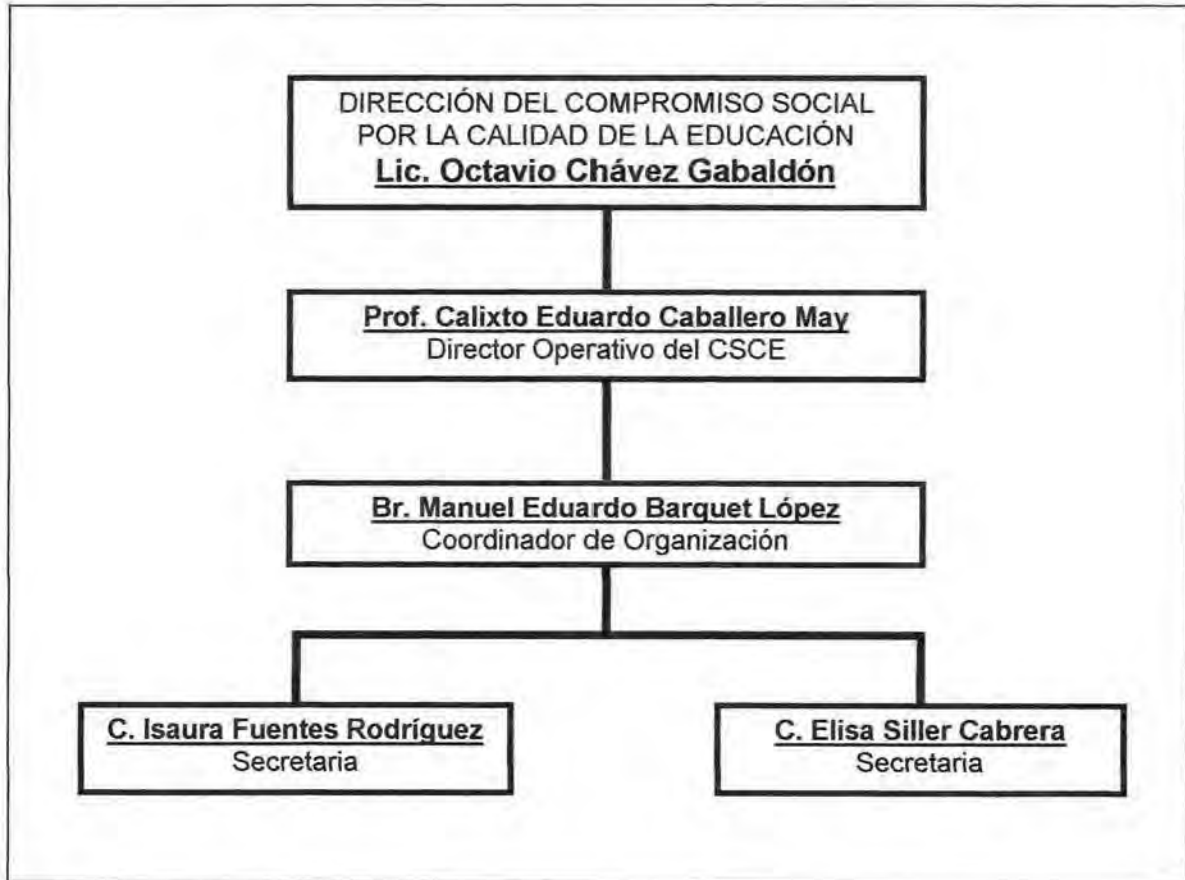 DIRECCIÓN DEL COMPROMISO SOCIAL
POR LA CALIDAD DE LA EDUCACIÓN
Lic. Octavio Chávez Gabaldón
Prof. Calixto Eduardo Caballero May
Director Operativo del CSCE
Br. Manuel Eduardo Barquet López
Coordinador de Organización
C. Isaura Fuentes Rodríguez
Secretaria
C. Elisa Siller Cabrera
Secretaria